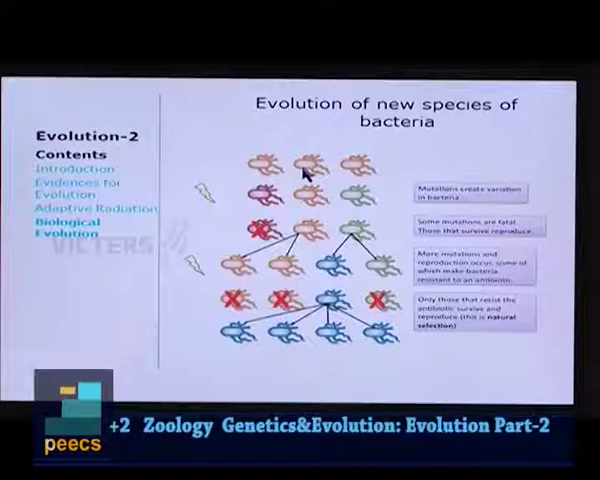 Evolution of new species of
bacteria
Evolution-2
Contents
Introduction
Evidences for
Evolution
Adaptive Radiation
Biological
Evolution
VICTERS
Mutations create variation
in bacteria.
Some mutations are fatal.
Those that survive reproduce.
More mutations and
reproduction occur, some of
which make bacteria
resistant to an antibiotic.
Only those that resist the
antibiotic survive and
reproduce (this is natural
selection)
peecs
+2 Zoology Genetics&Evolution: Evolution Part-2